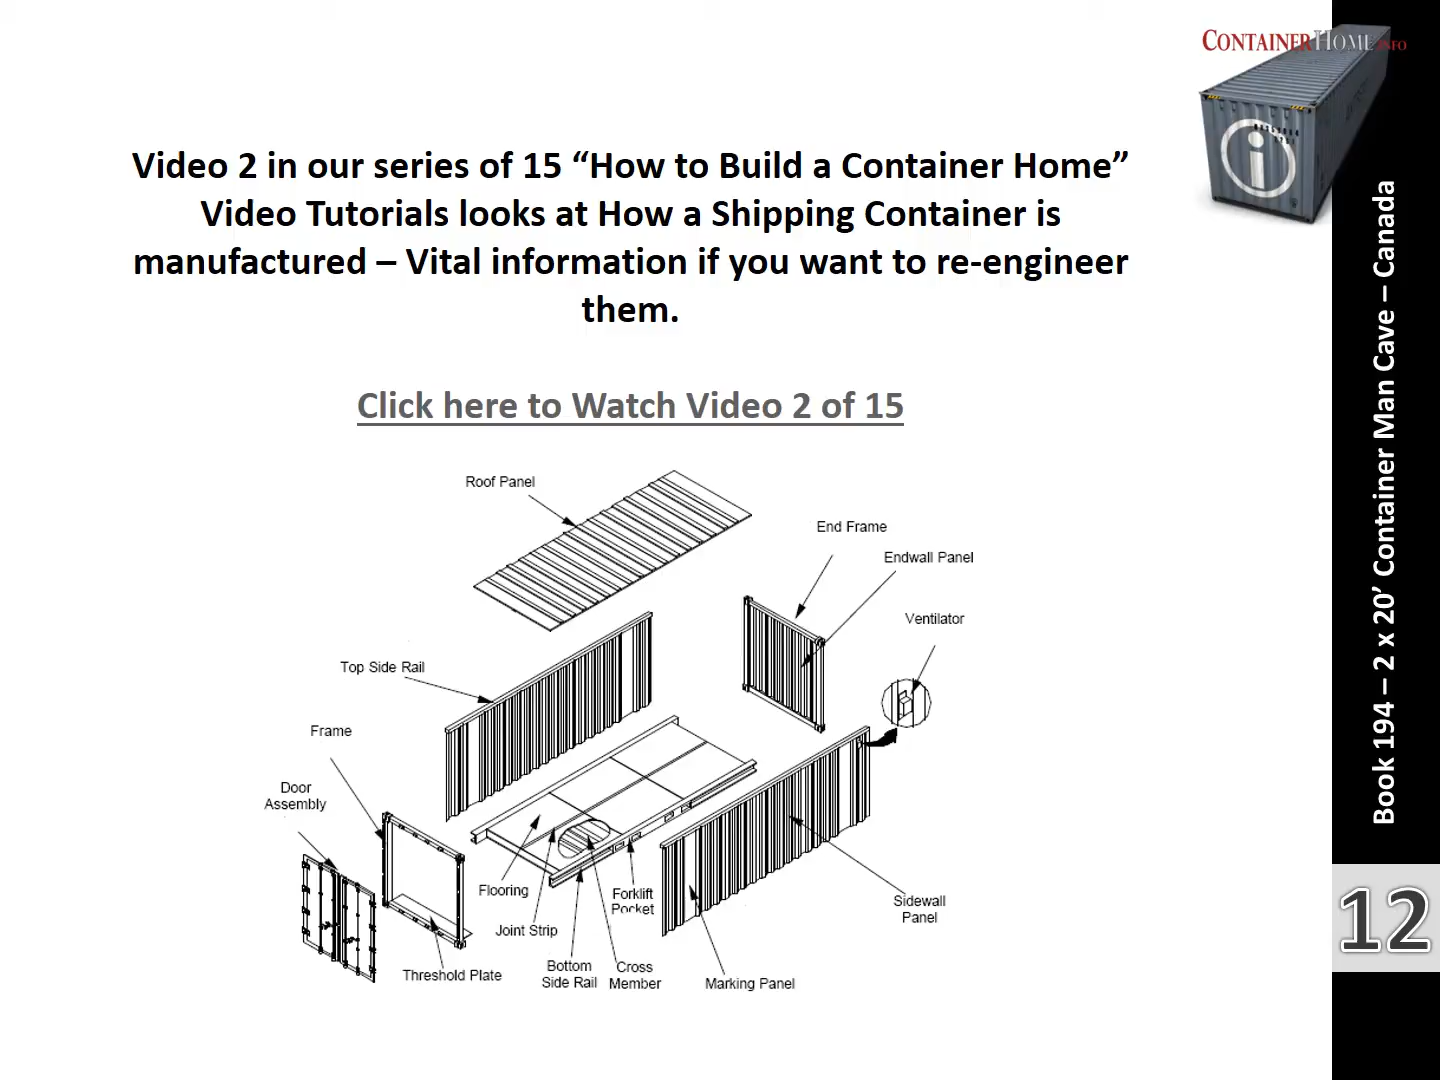 CONTAINERHOME.INFO
Video 2 in our series of 15 “How to Build a Container Home”
Video Tutorials looks at How a Shipping Container is
manufactured – Vital information if you want to re-engineer
them.
Click here to Watch Video 2 of 15
Roof Panel
End Frame
Endwall Panel
Ventilator
Top Side Rail
Frame
Door
Assembly
Flooring
Forklift
Pocket
Sidewall
Panel
Joint Strip
Threshold Plate
Bottom
Side Rail
Cross
Member
Marking Panel
Book 194 – 2 x 20’ Container Man Cave – Canada
12